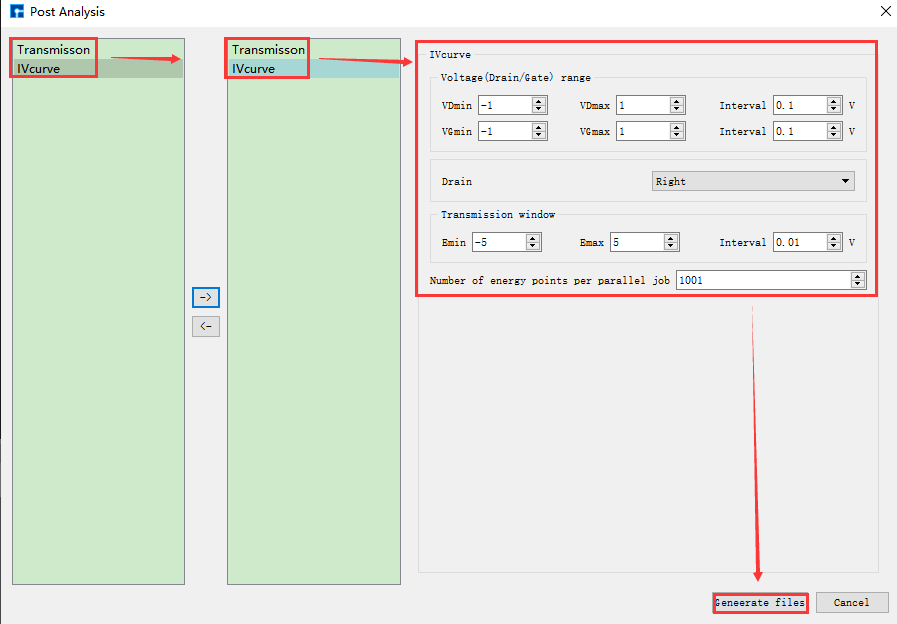 Post Analysis
Transmisson
IVcurve
Transmisson
IVcurve
IVcurve
Voltage(Drain/Gate) range
VDmin -1 VDmax 1 Interval 0.1 V
VGmin -1 VGmax 1 Interval 0.1 V
Drain Right
Transmission window
Emin -5 Emax 5 Interval 0.01 V
Number of energy points per parallel job 1001
->
<-
Geneerate files Cancel